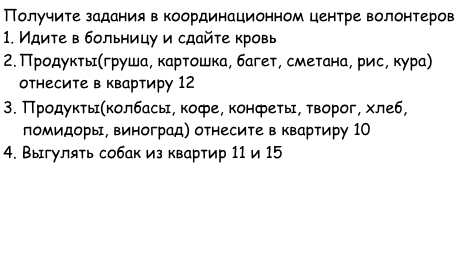 Получите задания в координационном центре волонтеров
1. Идите в больницу и сдайте кровь
2. Продукты(груша, картошка, багет, сметана, рис, кура)
отнесите в квартиру 12
3. Продукты(колбасы, кофе, конфеты, творог, хлеб,
помидоры, виноград) отнесите в квартиру 10
4. Выгулять собак из квартир 11 и 15